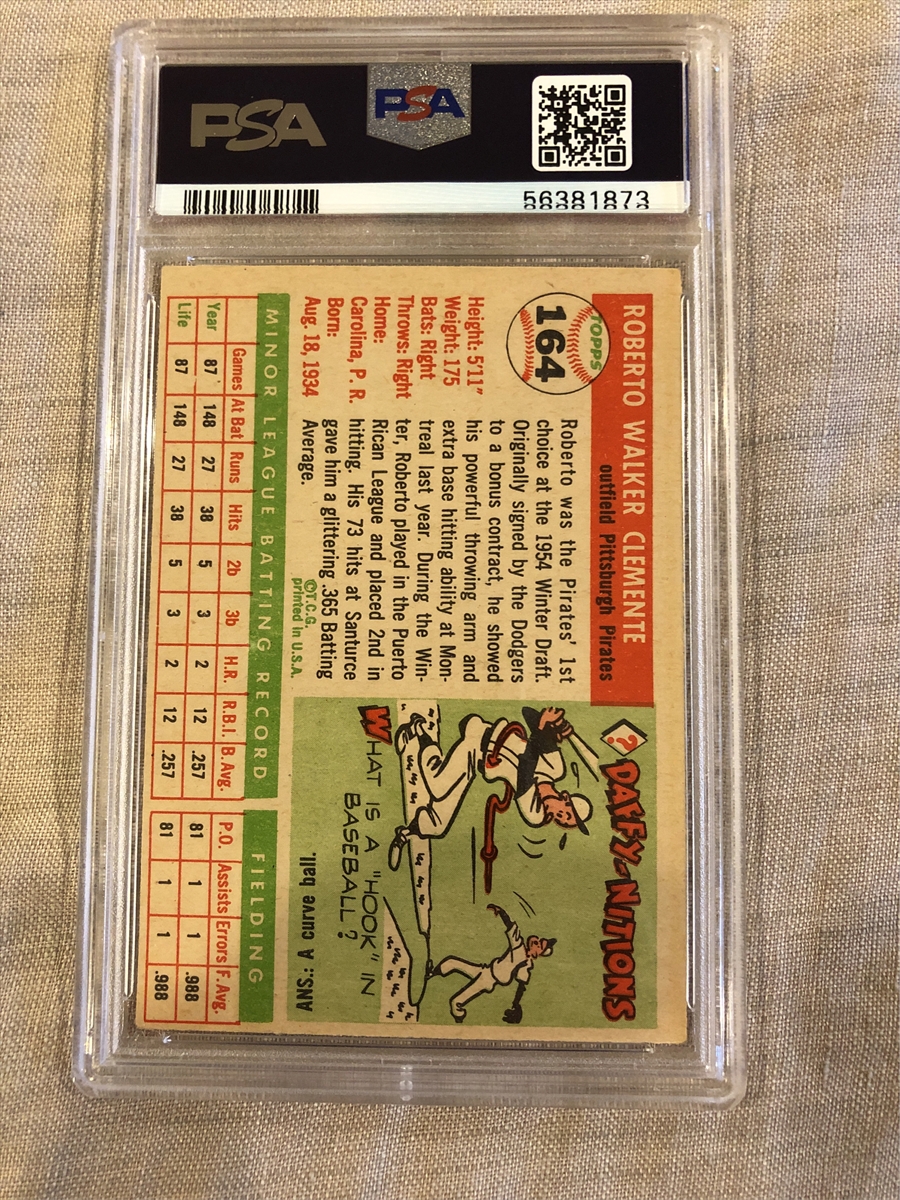 PSA
PSA
56381873
TOPPS
164
ROBERTO WALKER CLEMENTE
outfield Pittsburgh Pirates
Height: 5'11"
Weight: 175
Bats: Right
Throws: Right
Home:
Carolina, P. R.
Born:
Aug. 18, 1934
Roberto was the Pirates' 1st
choice at the 1954 Winter Draft.
Originally signed by the Dodgers
to a bonus contract, he showed
his powerful throwing arm and
extra base hitting ability at Mon-
treal last year. During the Win-
ter, Roberto played in the Puerto
Rican League and placed 2nd in
hitting. His 73 hits at Santurce
gave him a glittering .365 Batting
Average.
©T.C.G.
printed in U.S.A.
? DAFFY-NITIONS
WHAT IS A "HOOK" IN
BASEBALL?
ANS.: A curve ball.
MINOR LEAGUE BATTING RECORD FIELDING
Games At Bat Runs Hits 2b 3b H.R. R.B.I. B. Avg. P.O. Assists Errors F. Avg.
Year 87 148 27 38 5 3 2 12 .257 81 1 1 .988
Life 87 148 27 38 5 3 2 12 .257 81 1 1 .988